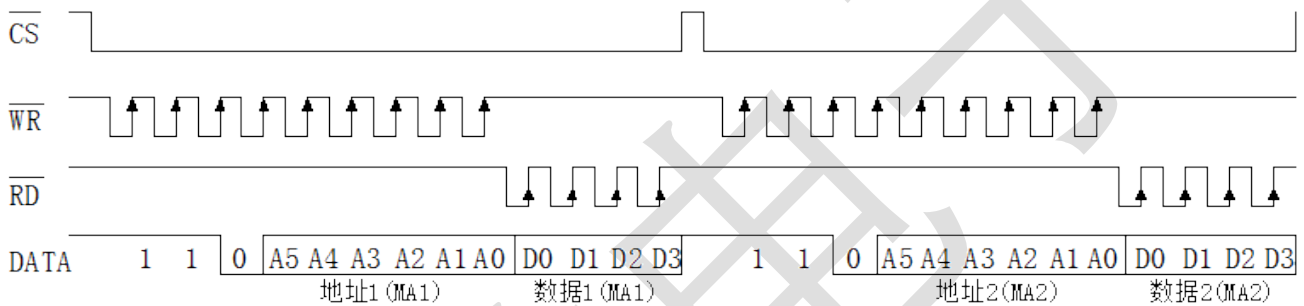 CS
WR
RD
DATA 1 1 0 A5 A4 A3 A2 A1 A0 D0 D1 D2 D3 1 1 0 A5 A4 A3 A2 A1 A0 D0 D1 D2 D3
地址1(MA1) 数据1(MA1) 地址2(MA2) 数据2(MA2)